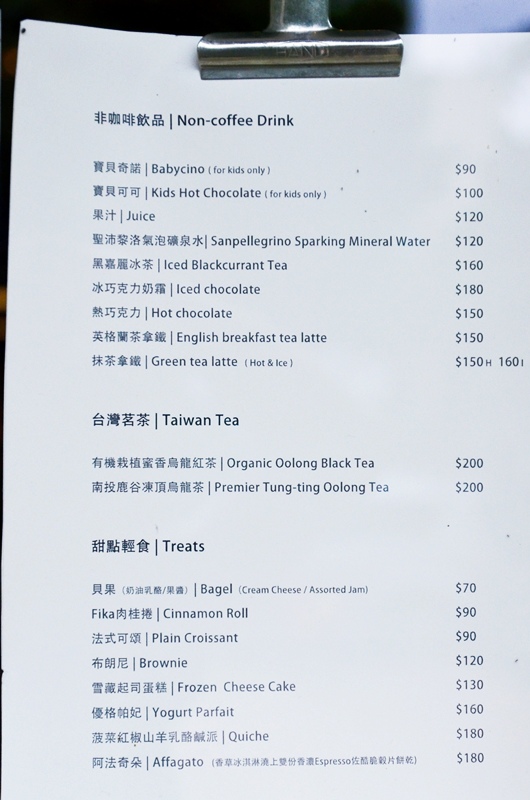 非咖啡飲品 | Non-coffee Drink
寶貝奇諾 | Babycino ( for kids only ) $90
寶貝可可 | Kids Hot Chocolate ( for kids only ) $100
果汁 | Juice $120
聖沛黎洛氣泡礦泉水| Sanpellegrino Sparking Mineral Water $120
黑嘉麗冰茶 | Iced Blackcurrant Tea $160
冰巧克力奶霜 | Iced chocolate $180
熱巧克力 | Hot chocolate $150
英格蘭茶拿鐵 | English breakfast tea latte $150
抹茶拿鐵 | Green tea latte ( Hot & Ice ) $150 H 160 I
台灣茗茶 | Taiwan Tea
有機栽植蜜香烏龍紅茶 | Organic Oolong Black Tea $200
南投鹿谷凍頂烏龍茶 | Premier Tung-ting Oolong Tea $200
甜點輕食 | Treats
貝果（奶油乳酪/果醬）| Bagel（Cream Cheese / Assorted Jam) $70
Fika肉桂捲 | Cinnamon Roll $90
法式可頌 | Plain Croissant $90
布朗尼 | Brownie $120
雪藏起司蛋糕 | Frozen Cheese Cake $130
優格帕妃 | Yogurt Parfait $160
菠菜紅椒山羊乳酪鹹派 | Quiche $180
阿法奇朵 | Affagato （香草冰淇淋澆上雙份香濃Espresso佐酷脆穀片餅乾) $180